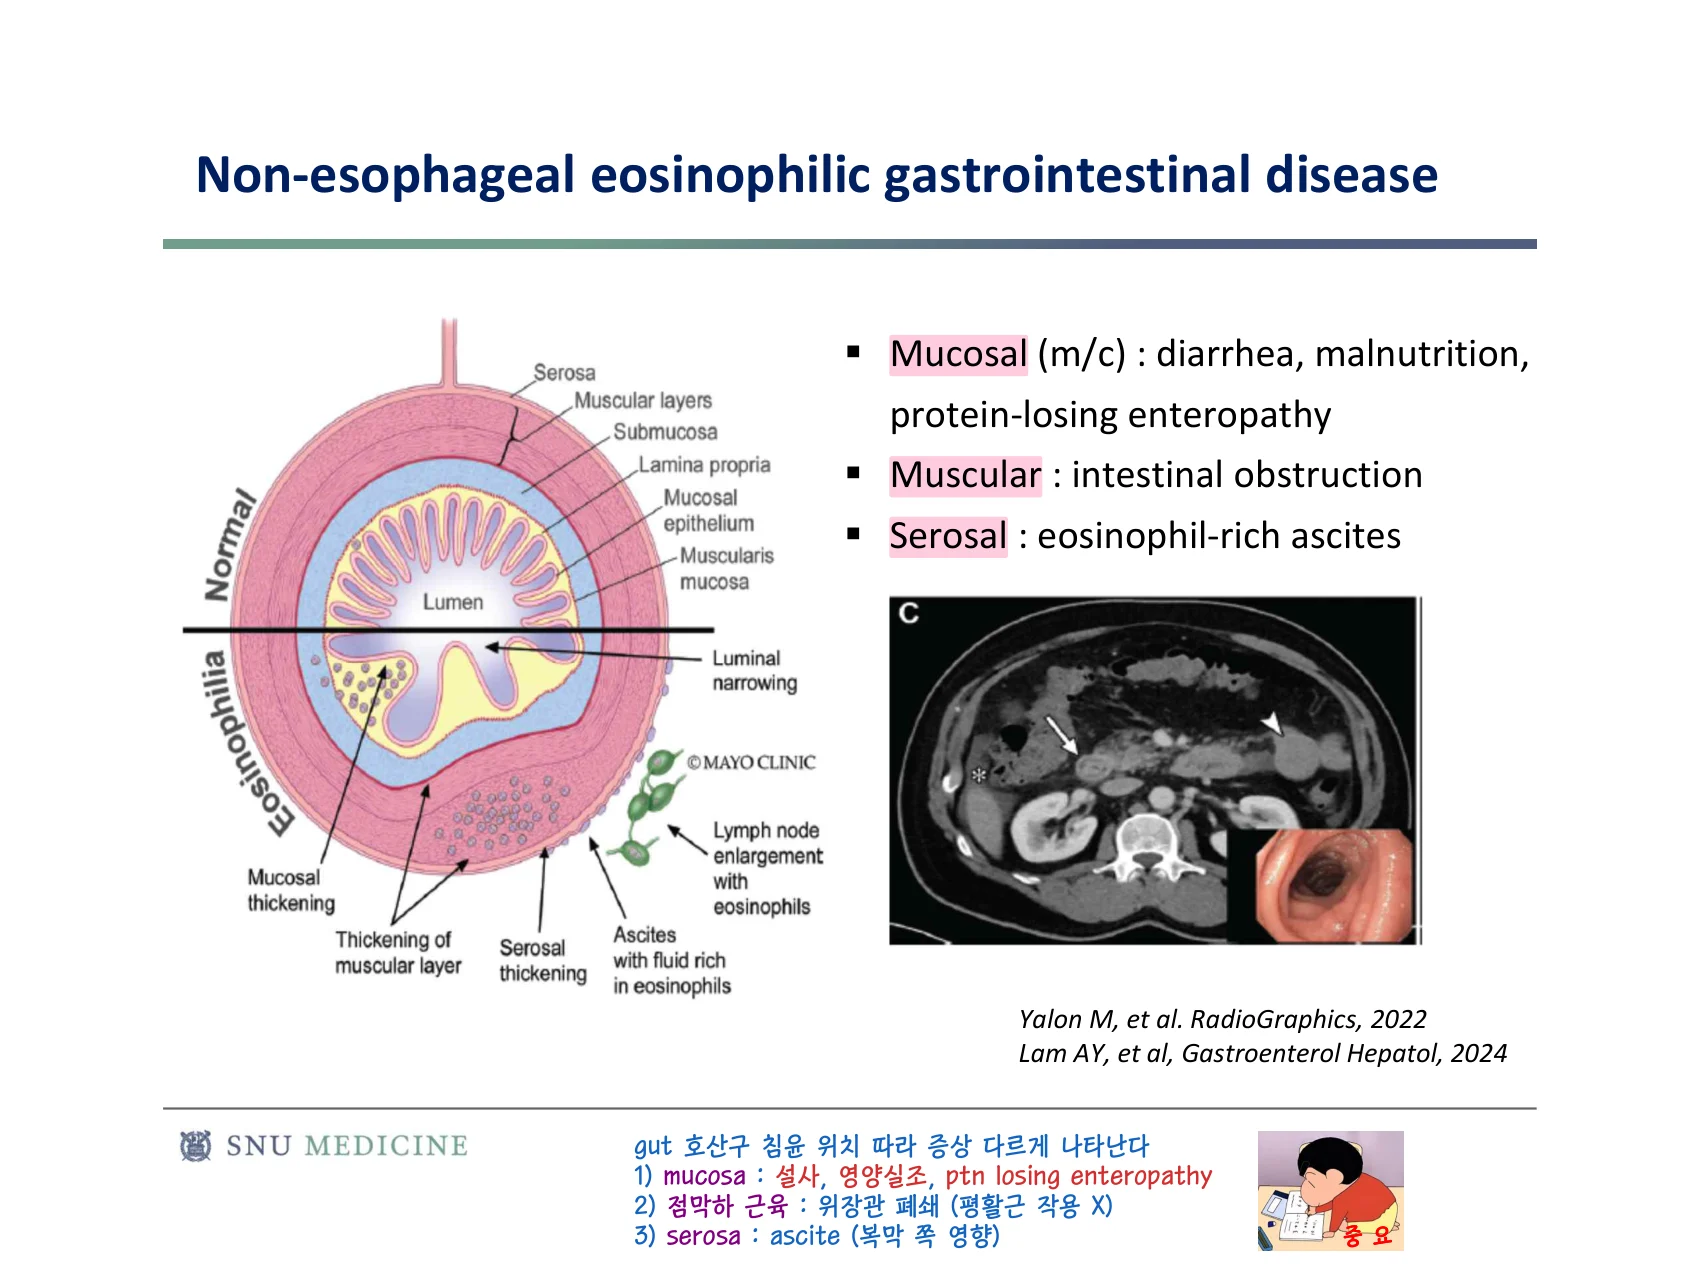 Non-esophageal eosinophilic gastrointestinal disease
Serosa
Muscular layers
Submucosa
Lamina propria
Mucosal
epithelium
Muscularis
mucosa
Lumen
Normal
Eosinophilia
Luminal
narrowing
©MAYO CLINIC
Lymph node
enlargement
with
eosinophils
Mucosal
thickening
Thickening of
muscular layer
Serosal
thickening
Ascites
with fluid rich
in eosinophils
▪ Mucosal (m/c) : diarrhea, malnutrition,
protein-losing enteropathy
▪ Muscular : intestinal obstruction
▪ Serosal : eosinophil-rich ascites
C
*
Yalon M, et al. RadioGraphics, 2022
Lam AY, et al, Gastroenterol Hepatol, 2024
SNU MEDICINE
gut 호산구 침윤 위치 따라 증상 다르게 나타난다
1) mucosa : 설사, 영양실조, ptn losing enteropathy
2) 점막하 근육 : 위장관 폐쇄 (평활근 작용 X)
3) serosa : ascite (복막 쪽 영향)
중요